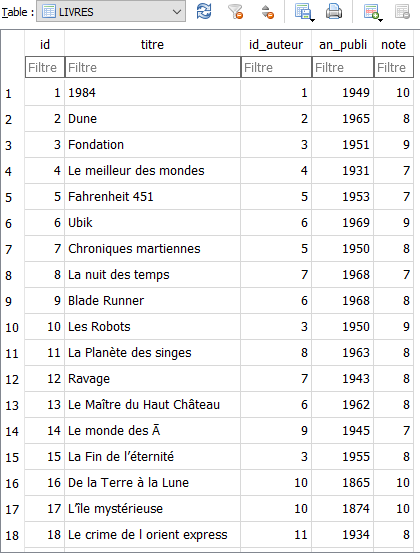 Table : LIVRES
id titre id_auteur an_publi note
Filtre Filtre Filtre Filtre Filtre
1 1 1984 1 1949 10
2 2 Dune 2 1965 8
3 3 Fondation 3 1951 9
4 4 Le meilleur des mondes 4 1931 7
5 5 Fahrenheit 451 5 1953 7
6 6 Ubik 6 1969 9
7 7 Chroniques martiennes 5 1950 8
8 8 La nuit des temps 7 1968 7
9 9 Blade Runner 6 1968 8
10 10 Les Robots 3 1950 9
11 11 La Planète des singes 8 1963 8
12 12 Ravage 7 1943 8
13 13 Le Maître du Haut Château 6 1962 8
14 14 Le monde des Ā 9 1945 7
15 15 La Fin de l’éternité 3 1955 8
16 16 De la Terre à la Lune 10 1865 10
17 17 L’île mystérieuse 10 1874 10
18 18 Le crime de l orient express 11 1934 8